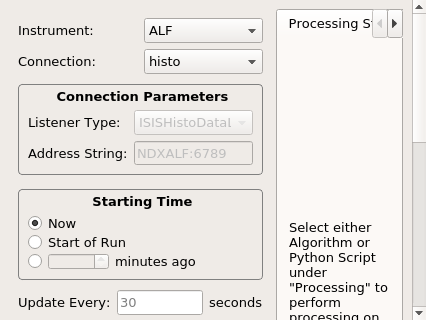 Instrument: ALF
Connection: histo
Connection Parameters
Listener Type: ISISHistoDataL
Address String: NDXALF:6789
Starting Time
Now
Start of Run
minutes ago
Update Every: 30 seconds
Processing
Select either
Algorithm or
Python Script
under
"Processing" to
perform
processing on